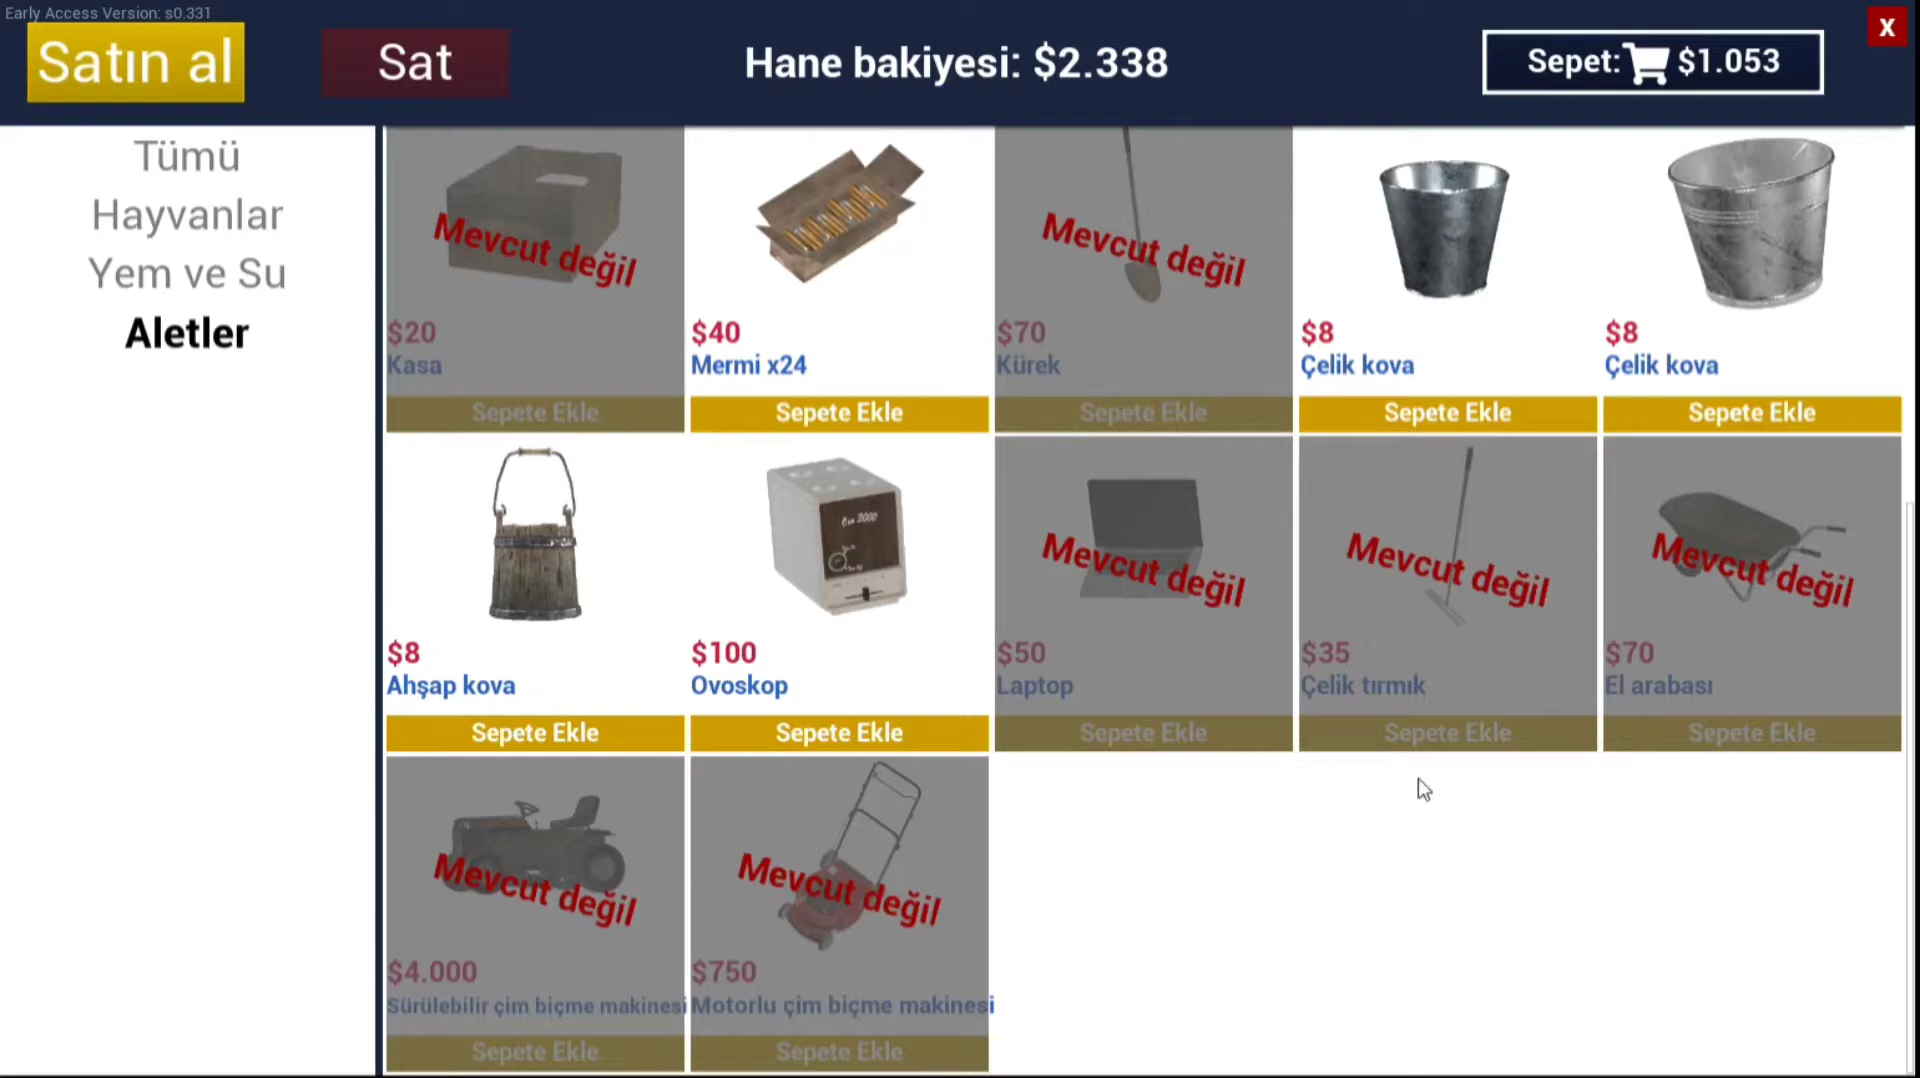 Early Access Version: s0.331
Satın al
Sat
Hane bakiyesi: $2.338
Sepet: $1.053
X
Tümü
Hayvanlar
Yem ve Su
Aletler
Mevcut değil
$20
Kasa
Sepete Ekle
$40
Mermi x24
Sepete Ekle
Mevcut değil
$70
Kürek
Sepete Ekle
$8
Çelik kova
Sepete Ekle
$8
Çelik kova
Sepete Ekle
$8
Ahşap kova
Sepete Ekle
Ova 3000
$100
Ovoskop
Sepete Ekle
Mevcut değil
$50
Laptop
Sepete Ekle
Mevcut değil
$35
Çelik tırmık
Sepete Ekle
Mevcut değil
$70
El arabası
Sepete Ekle
Mevcut değil
$4.000
Sürülebilir çim biçme makinesi
Sepete Ekle
Mevcut değil
$750
Motorlu çim biçme makinesi
Sepete Ekle